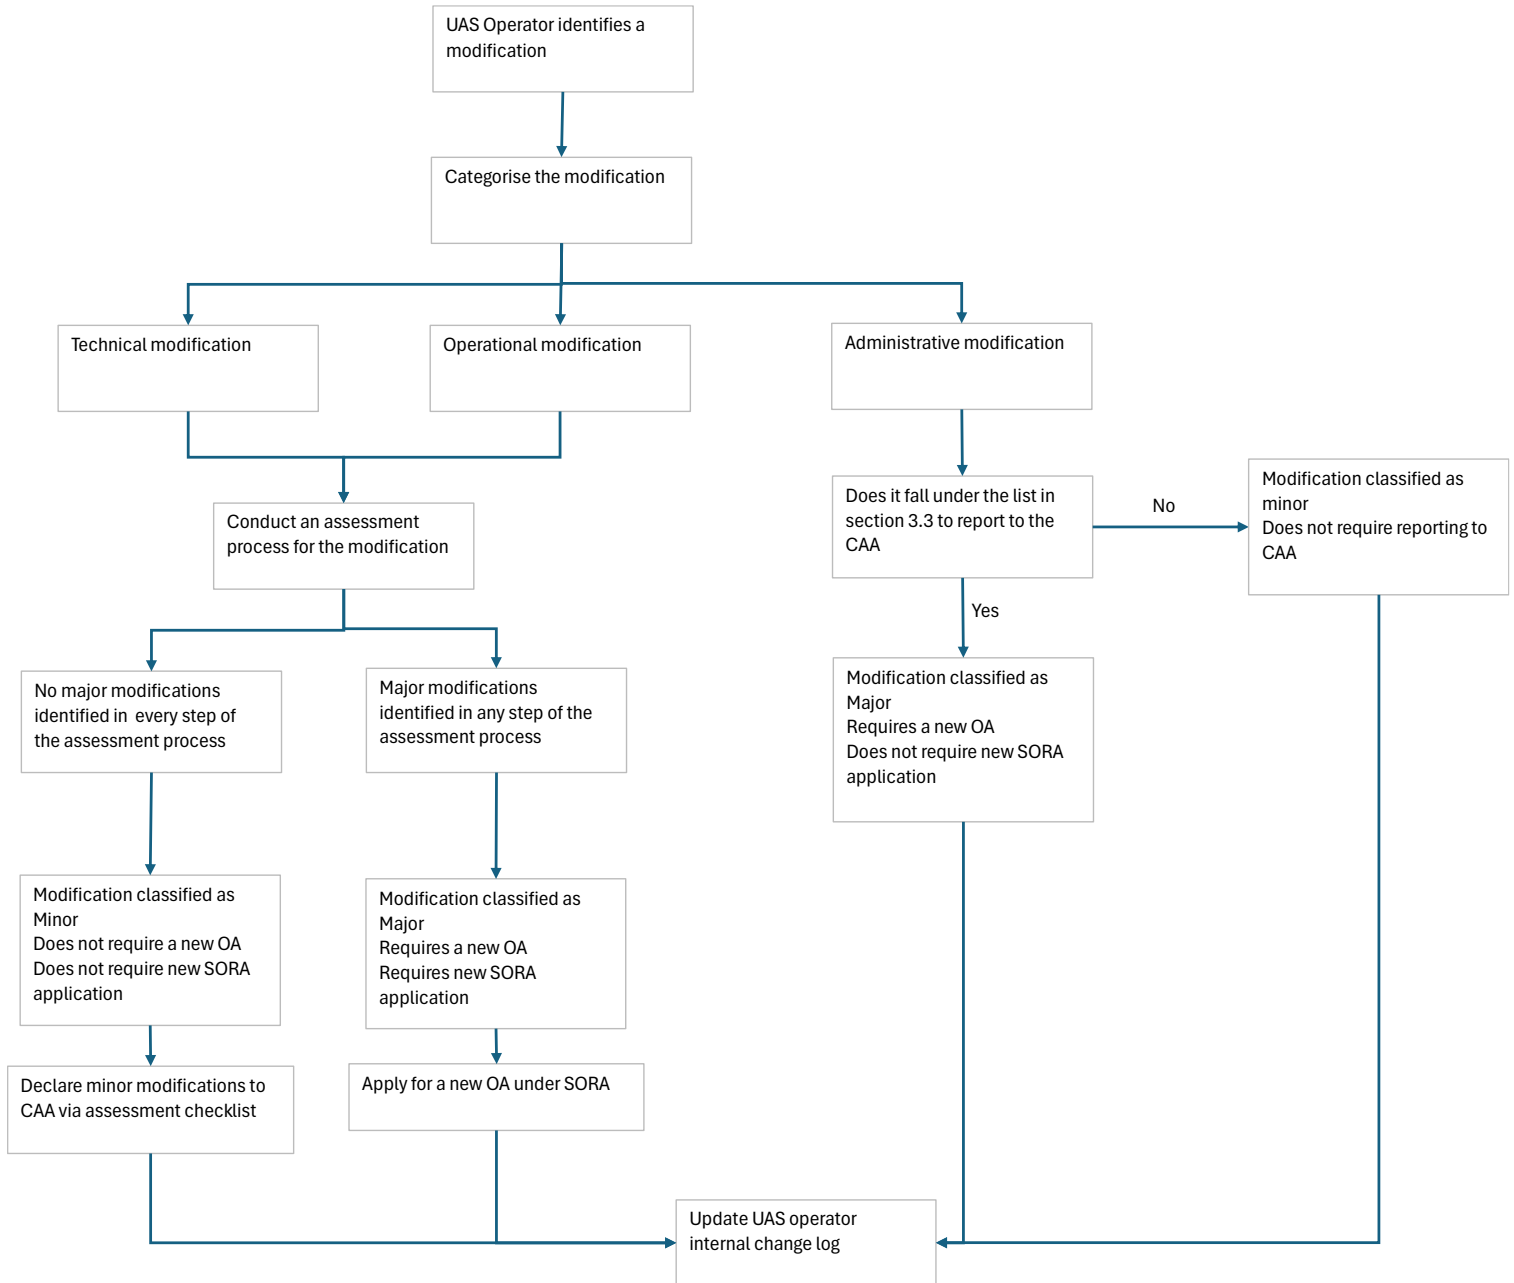 UAS Operator identifies a
modification
Categorise the modification
Technical modification
Operational modification
Administrative modification
Conduct an assessment
process for the modification
Does it fall under the list in
section 3.3 to report to the
CAA
No
Modification classified as
minor
Does not require reporting to
CAA
Yes
No major modifications
identified in every step of
the assessment process
Major modifications
identified in any step of the
assessment process
Modification classified as
Major
Requires a new OA
Does not require new SORA
application
Modification classified as
Minor
Does not require a new OA
Does not require new SORA
application
Modification classified as
Major
Requires a new OA
Requires new SORA
application
Declare minor modifications to
CAA via assessment checklist
Apply for a new OA under SORA
Update UAS operator
internal change log